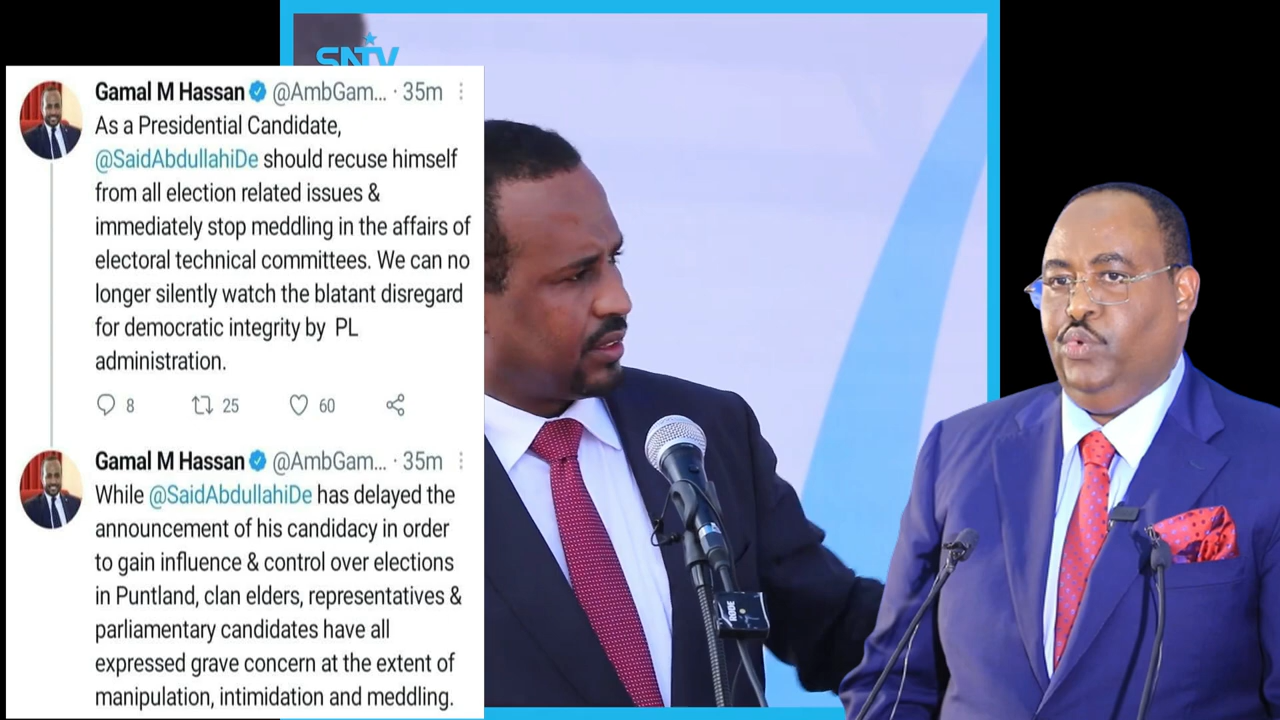 SNTV
Gamal M Hassan @AmbGam... · 35m
As a Presidential Candidate,
@SaidAbdullahiDe should recuse himself
from all election related issues &
immediately stop meddling in the affairs of
electoral technical committees. We can no
longer silently watch the blatant disregard
for democratic integrity by PL
administration.
8 25 60
Gamal M Hassan @AmbGam... · 35m
While @SaidAbdullahiDe has delayed the
announcement of his candidacy in order
to gain influence & control over elections
in Puntland, clan elders, representatives &
parliamentary candidates have all
expressed grave concern at the extent of
manipulation, intimidation and meddling.
RODE